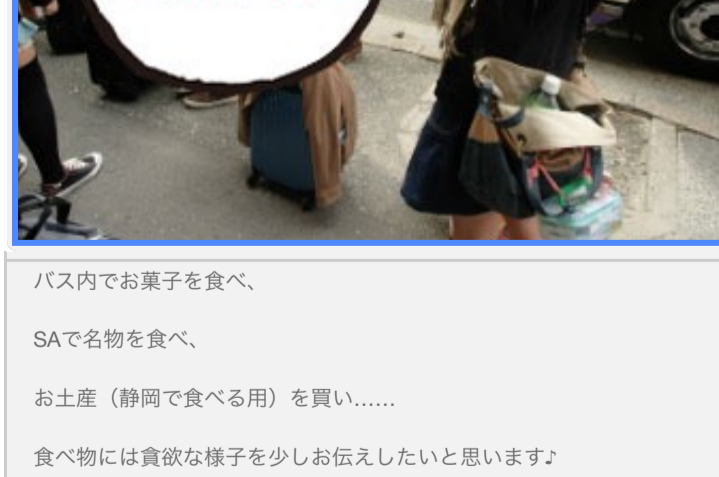 バス内でお菓子を食べ、
SAで名物を食べ、
お土産（静岡で食べる用）を買い……
食べ物には貪欲な様子を少しお伝えしたいと思います♪